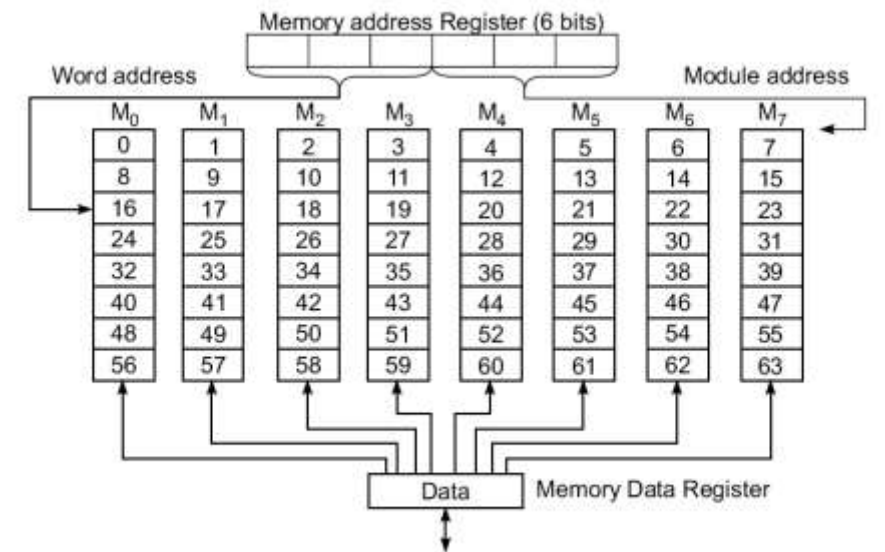 Memory address Register (6 bits)
Word address Module address
M0 M1 M2 M3 M4 M5 M6 M7
0 1 2 3 4 5 6 7
8 9 10 11 12 13 14 15
16 17 18 19 20 21 22 23
24 25 26 27 28 29 30 31
32 33 34 35 36 37 38 39
40 41 42 43 44 45 46 47
48 49 50 51 52 53 54 55
56 57 58 59 60 61 62 63
Data Memory Data Register